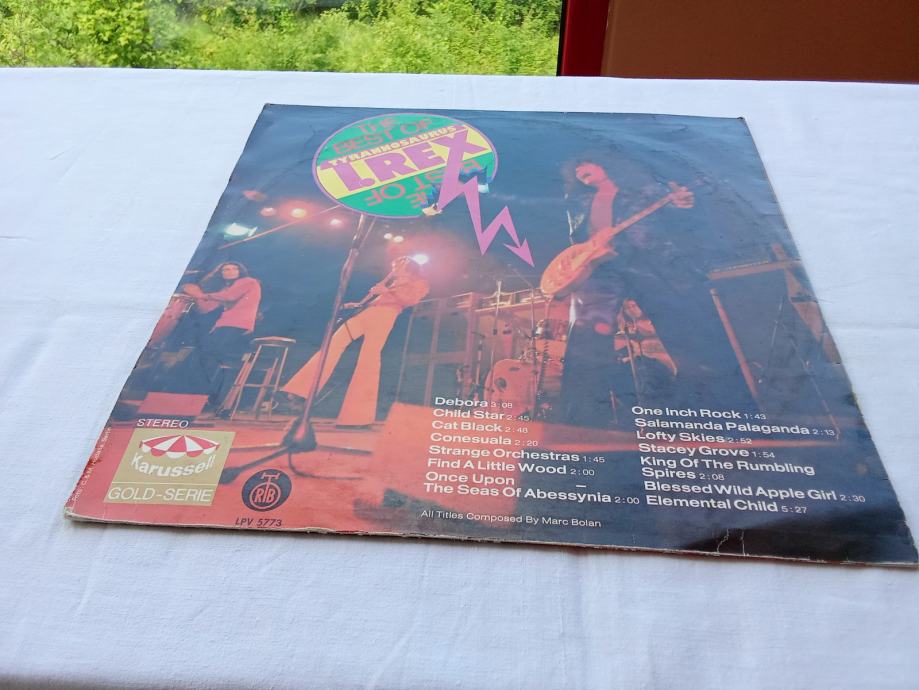 THE
BEST OF
TYRANNOSAURUS
T.REX
THE
BEST OF
Debora 3:08
Child Star 2:45
Cat Black 2:48
Conesuala 2:20
Strange Orchestras 1:45
Find A Little Wood 2:00
Once Upon
The Seas Of Abessynia 2:00
One Inch Rock 1:43
Salamanda Palaganda 2:13
Lofty Skies 2:52
Stacey Grove 1:54
King Of The Rumbling
Spires 2:08
Blessed Wild Apple Girl 2:30
Elemental Child 5:27
All Titles Composed By Marc Bolan
STEREO
Karussell
GOLD-SERIE
RTB
LPV 5773